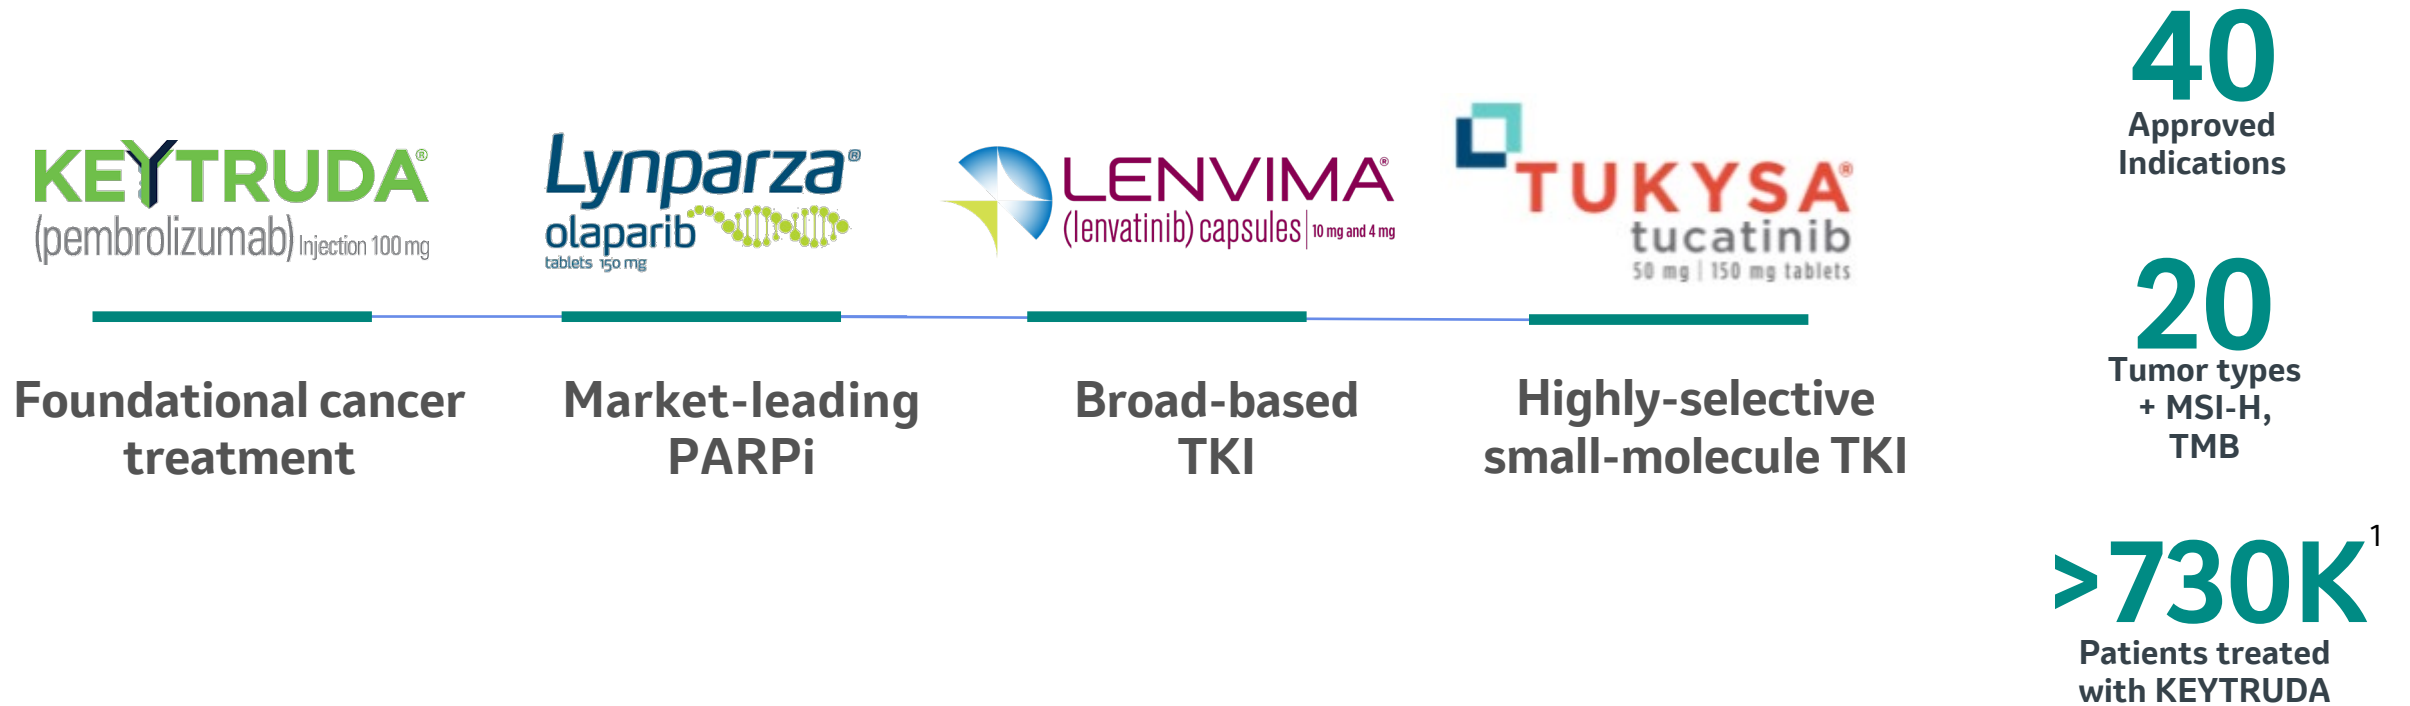 KEYTRUDA®
(pembrolizumab) Injection 100 mg
Lynparza®
olaparib
tablets 150 mg
LENVIMA®
(lenvatinib) capsules | 10 mg and 4 mg
TUKYSA®
tucatinib
50 mg | 150 mg tablets
Foundational cancer
treatment
Market-leading
PARPi
Broad-based
TKI
Highly-selective
small-molecule TKI
40
Approved
Indications
20
Tumor types
+ MSI-H,
TMB
>730K1
Patients treated
with KEYTRUDA